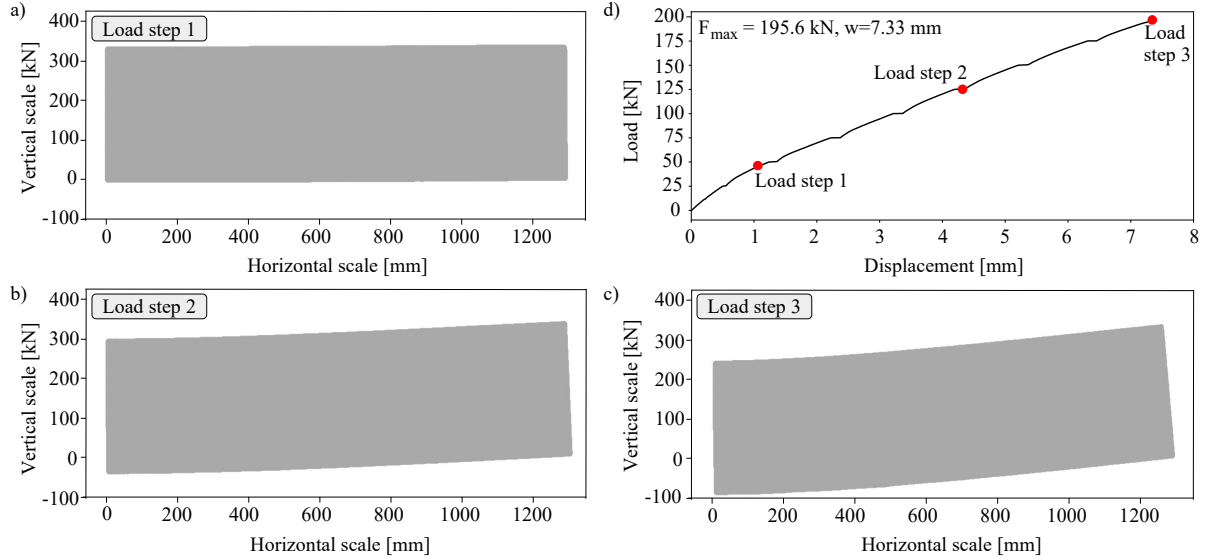 a)
Load step 1
400
300
200
100
0
-100
Vertical scale [kN]
0 200 400 600 800 1000 1200
Horizontal scale [mm]
d)
F_max = 195.6 kN, w=7.33 mm
Load step 1
Load step 2
Load
step 3
200
175
150
125
100
75
50
25
0
Load [kN]
0 1 2 3 4 5 6 7 8
Displacement [mm]
b)
Load step 2
400
300
200
100
0
-100
Vertical scale [kN]
0 200 400 600 800 1000 1200
Horizontal scale [mm]
c)
Load step 3
400
300
200
100
0
-100
Vertical scale [kN]
0 200 400 600 800 1000 1200
Horizontal scale [mm]